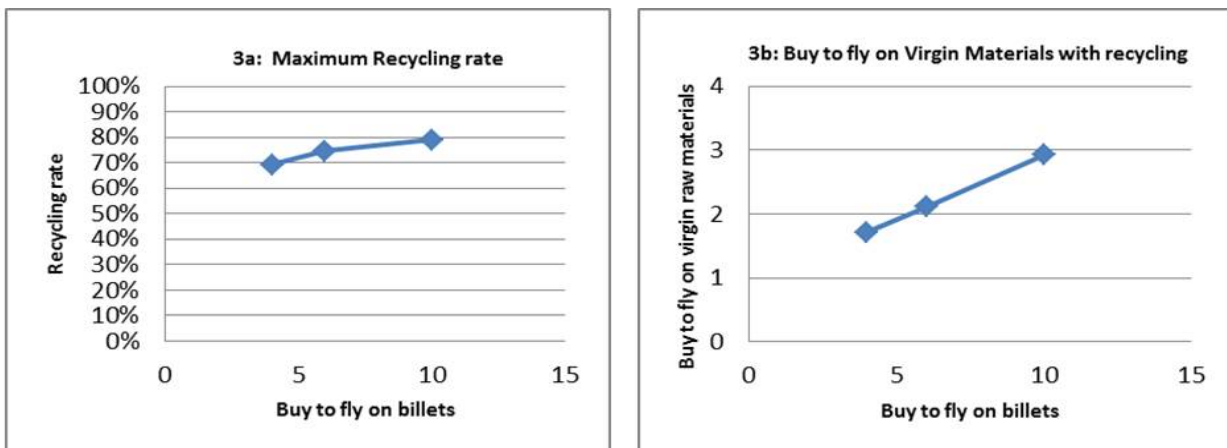 3a: Maximum Recycling rate
100%
90%
80%
70%
60%
50%
40%
30%
20%
10%
0%
Recycling rate
0 5 10 15
Buy to fly on billets
3b: Buy to fly on Virgin Materials with recycling
4
3
2
1
0
Buy to fly on virgin raw materials
0 5 10 15
Buy to fly on billets